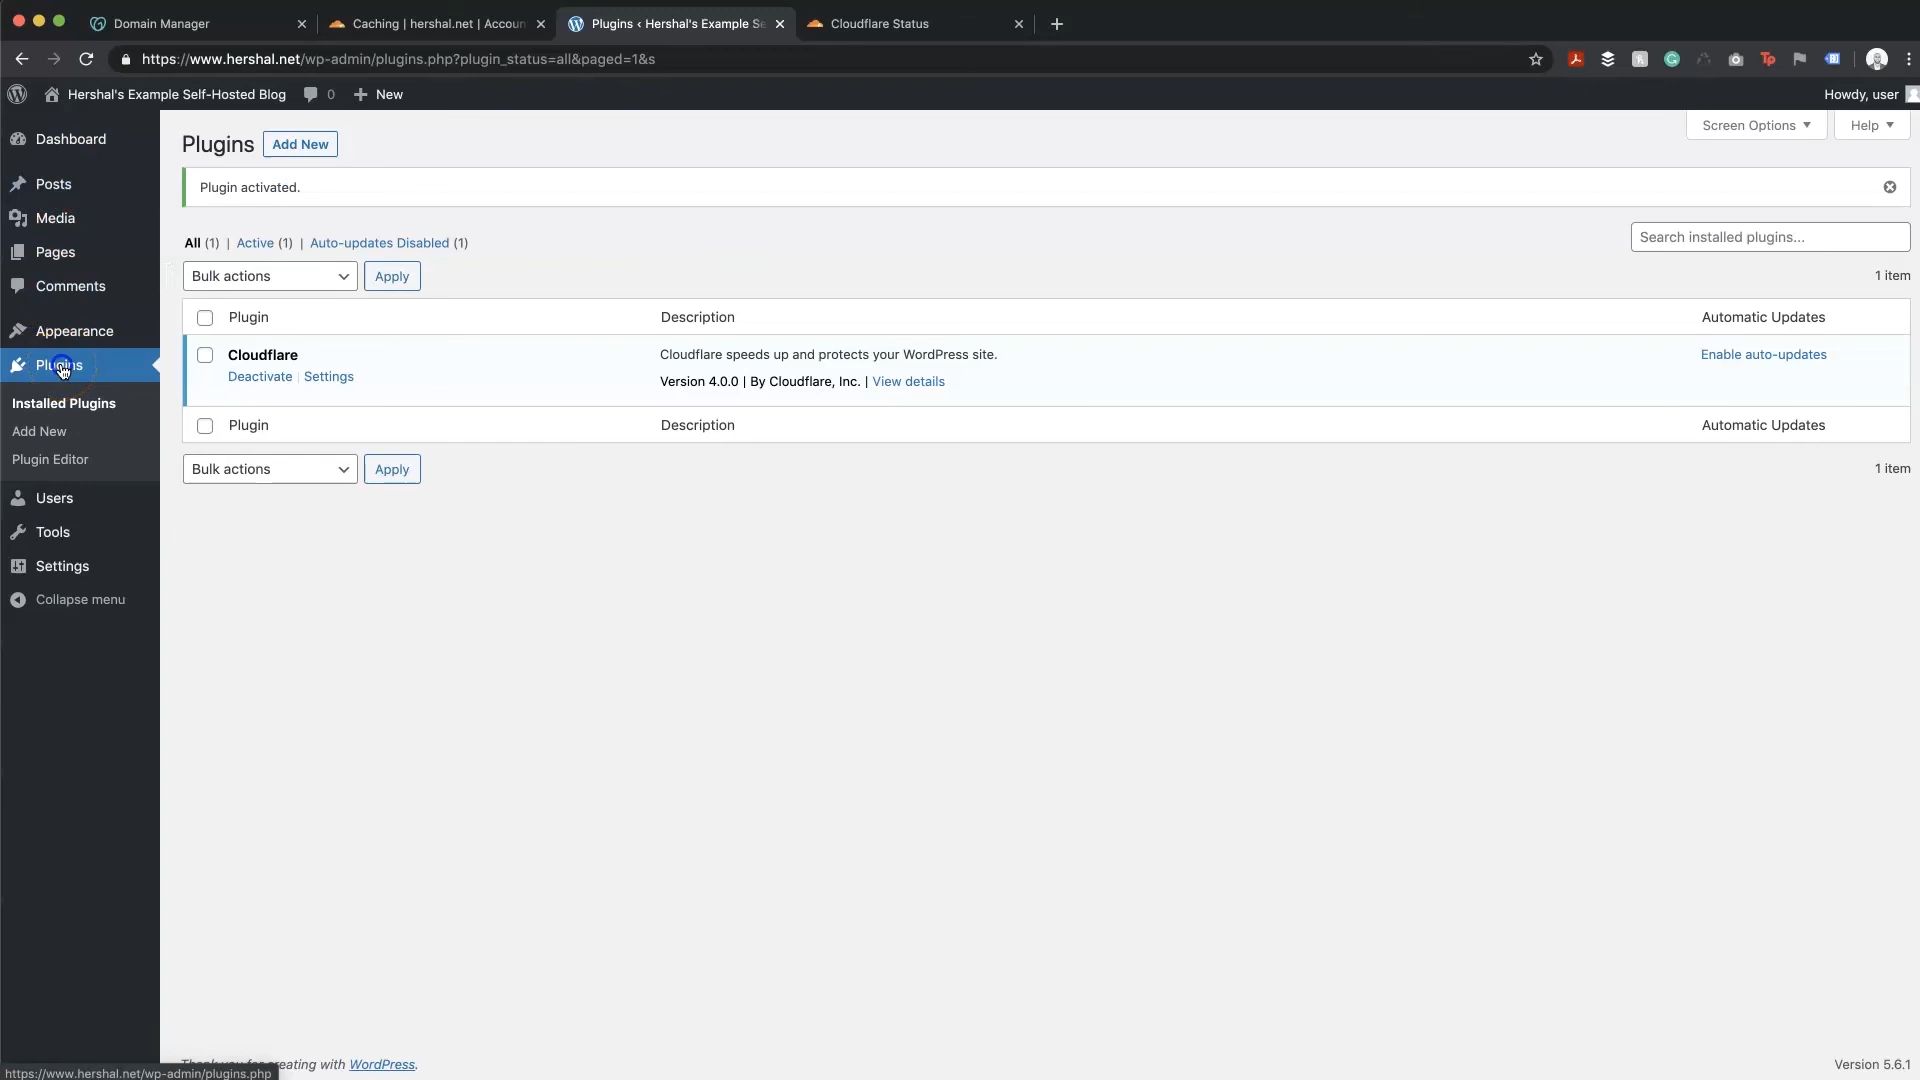 Domain Manager
Caching | hershal.net | Accoun
Plugins ‹ Hershal's Example Se
Cloudflare Status
https://www.hershal.net/wp-admin/plugins.php?plugin_status=all&paged=1&s
Hershal's Example Self-Hosted Blog
0
New
Howdy, user
Dashboard
Posts
Media
Pages
Comments
Appearance
Plugins
Installed Plugins
Add New
Plugin Editor
Users
Tools
Settings
Collapse menu
Plugins
Add New
Screen Options
Help
Plugin activated.
All (1) | Active (1) | Auto-updates Disabled (1)
Search installed plugins...
Bulk actions
Apply
1 item
Plugin
Description
Automatic Updates
Cloudflare
Deactivate | Settings
Cloudflare speeds up and protects your WordPress site.
Version 4.0.0 | By Cloudflare, Inc. | View details
Enable auto-updates
Plugin
Description
Automatic Updates
Bulk actions
Apply
1 item
Thank you for creating with WordPress.
Version 5.6.1
https://www.hershal.net/wp-admin/plugins.php